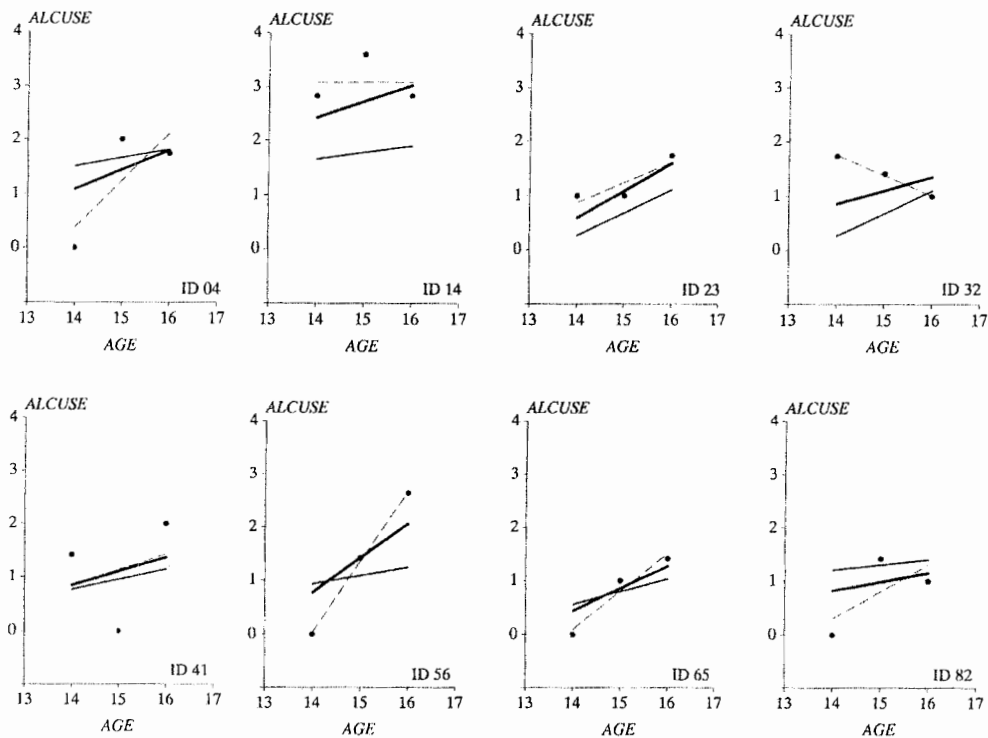 ALCUSE ALCUSE ALCUSE ALCUSE
4 4 4 4
3 3 3 3
2 2 2 2
1 1 1 1
0 0 0 0
ID 04 ID 14 ID 23 ID 32
13 14 15 16 17 13 14 15 16 17 13 14 15 16 17 13 14 15 16 17
AGE AGE AGE AGE
ALCUSE ALCUSE ALCUSE ALCUSE
4 4 4 4
3 3 3 3
2 2 2 2
1 1 1 1
0 0 0 0
ID 41 ID 56 ID 65 ID 82
13 14 15 16 17 13 14 15 16 17 13 14 15 16 17 13 14 15 16 17
AGE AGE AGE AGE